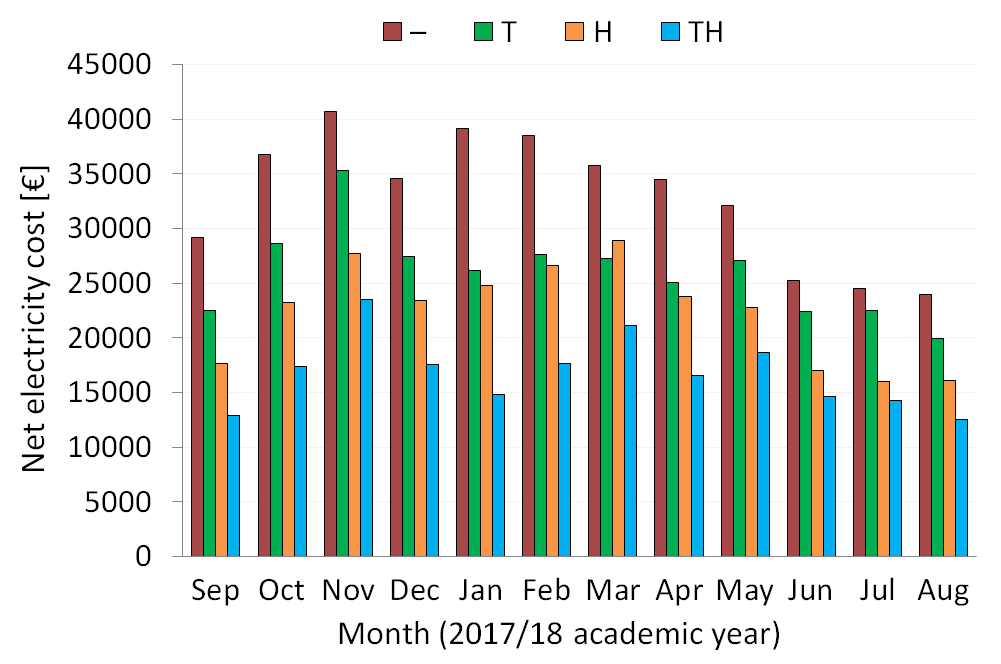 – T H TH
45000
40000
35000
30000
25000
20000
15000
10000
5000
0
Net electricity cost [€]
Sep Oct Nov Dec Jan Feb Mar Apr May Jun Jul Aug
Month (2017/18 academic year)